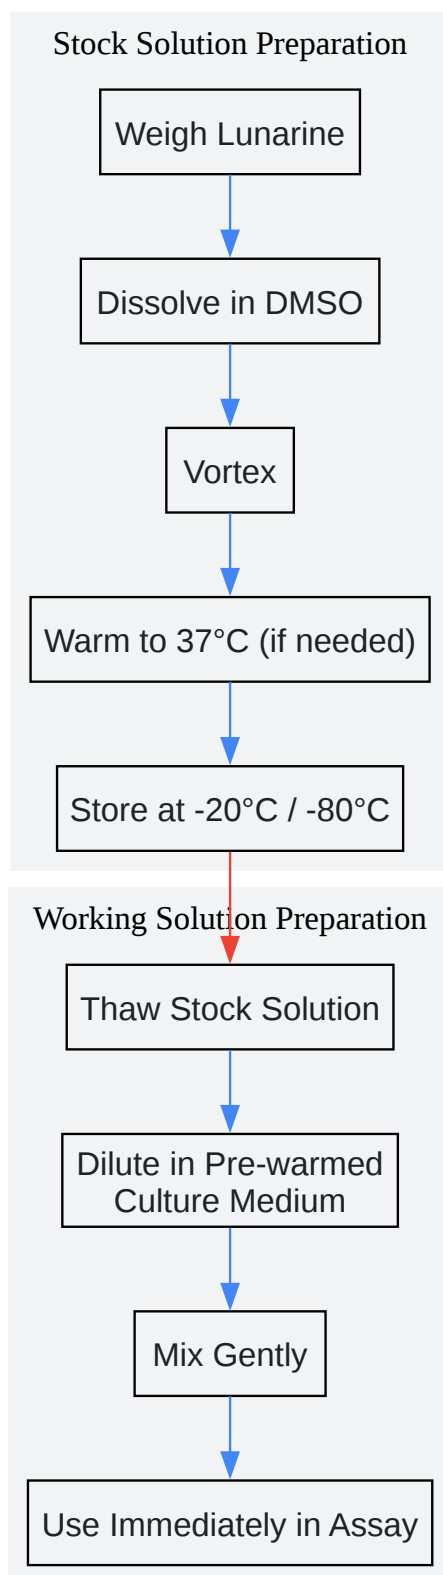 Stock Solution Preparation
Weigh Lunarine
Dissolve in DMSO
Vortex
Warm to 37°C (if needed)
Store at -20°C / -80°C
Working Solution Preparation
Thaw Stock Solution
Dilute in Pre-warmed
Culture Medium
Mix Gently
Use Immediately in Assay